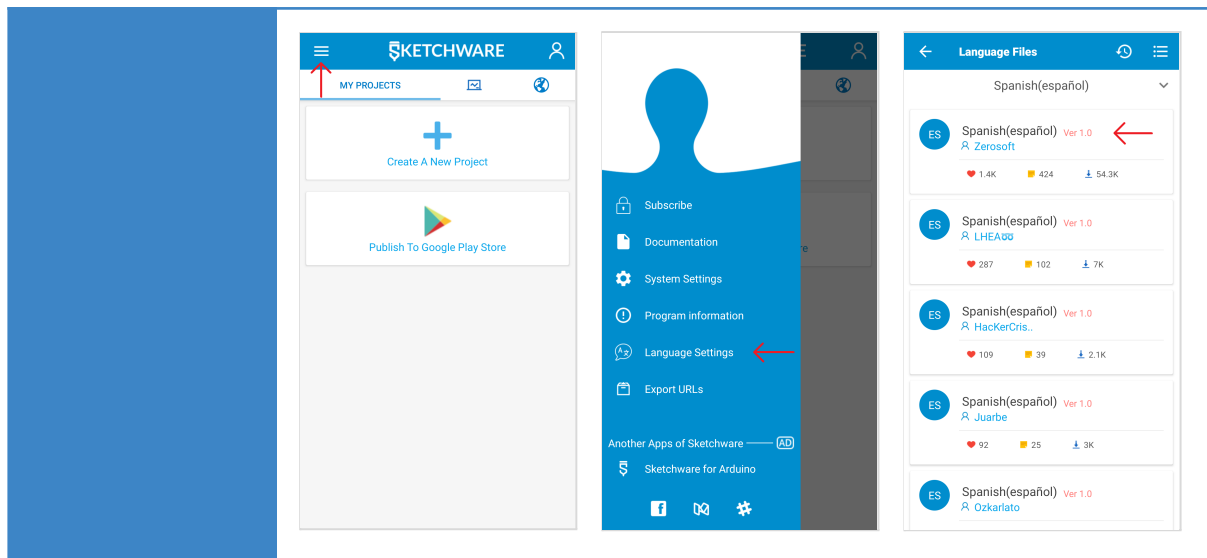 SKETCHWARE
MY PROJECTS
Create A New Project
Publish To Google Play Store
E
re
Subscribe
Documentation
System Settings
Program information
Language Settings
Export URLs
Another Apps of Sketchware
AD
Sketchware for Arduino
Language Files
Spanish(español)
ES
Spanish(español) Ver 1.0
Zerosoft
1.4K 424 54.3K
ES
Spanish(español) Ver 1.0
LHEA
287 102 7K
ES
Spanish(español) Ver 1.0
HacKerCris..
109 39 2.1K
ES
Spanish(español) Ver 1.0
Juarbe
92 25 3K
ES
Spanish(español) Ver 1.0
Ozkarlato